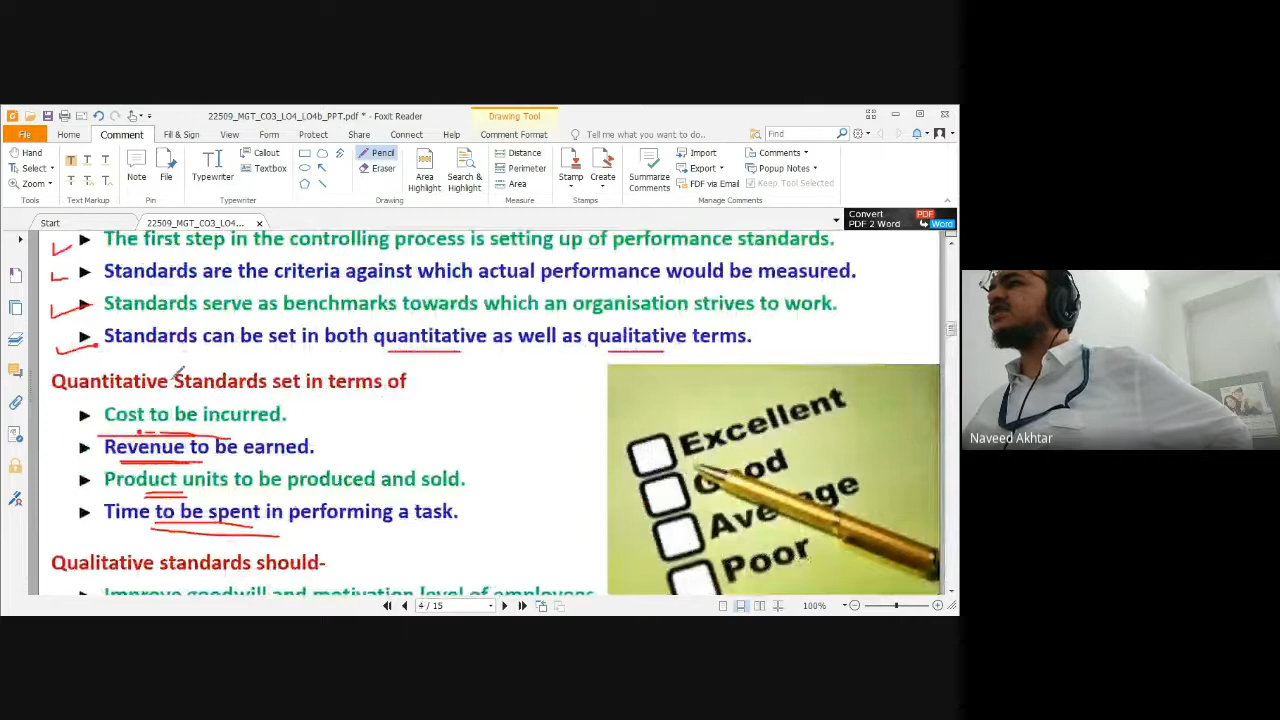 22509_MGT_CO3_LO4_LO4b_PPT.pdf * - Foxit Reader
Drawing Tool
File Home Comment Fill & Sign View Form Protect Share Connect Help Comment Format Tell me what you want to do... Find
Hand
Select
Zoom
Tools
Text Markup
Note
File
Pin
Typewriter
Callout
Textbox
Typewriter
Pencil
Eraser
Drawing
Area Highlight
Search & Highlight
Distance
Perimeter
Area
Measure
Stamp
Create
Stamps
Summarize Comments
Import
Export
FDF via Email
Comments
Popup Notes
Keep Tool Selected
Manage Comments
Start
22509_MGT_CO3_LO4...
Convert PDF
PDF 2 Word Word
The first step in the controlling process is setting up of performance standards.
Standards are the criteria against which actual performance would be measured.
Standards serve as benchmarks towards which an organisation strives to work.
Standards can be set in both quantitative as well as qualitative terms.
Quantitative Standards set in terms of
Cost to be incurred.
Revenue to be earned.
Product units to be produced and sold.
Time to be spent in performing a task.
Qualitative standards should-
Improve goodwill and motivation level of employees
Excellent
Good
Average
Poor
4 / 15
100%
Naveed Akhtar